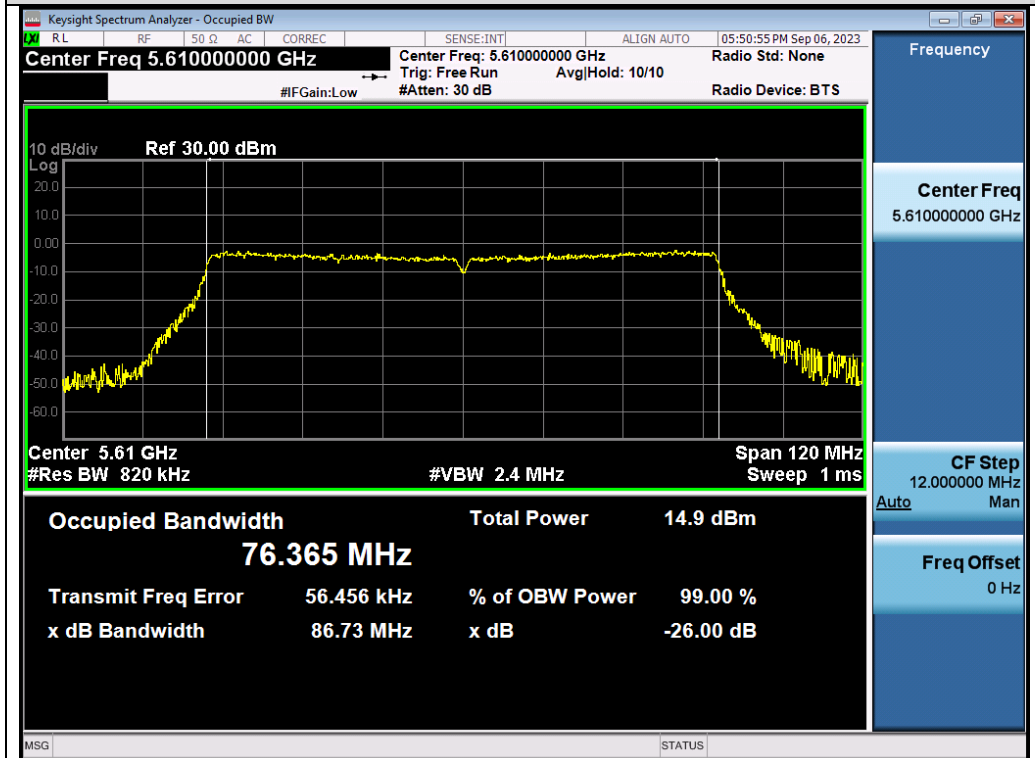 Keysight Spectrum Analyzer - Occupied BW
LXI RL RF 50 Ω AC CORREC SENSE:INT ALIGN AUTO 05:50:55 PM Sep 06, 2023
Center Freq 5.610000000 GHz
Center Freq: 5.610000000 GHz Radio Std: None
Trig: Free Run Avg|Hold: 10/10
#IFGain:Low #Atten: 30 dB Radio Device: BTS
10 dB/div Ref 30.00 dBm
Log
20.0
10.0
0.00
-10.0
-20.0
-30.0
-40.0
-50.0
-60.0
Center 5.61 GHz Span 120 MHz
#Res BW 820 kHz #VBW 2.4 MHz Sweep 1 ms
Occupied Bandwidth Total Power 14.9 dBm
76.365 MHz
Transmit Freq Error 56.456 kHz % of OBW Power 99.00 %
x dB Bandwidth 86.73 MHz x dB -26.00 dB
Frequency
Center Freq
5.610000000 GHz
CF Step
12.000000 MHz
Auto Man
Freq Offset
0 Hz
MSG STATUS